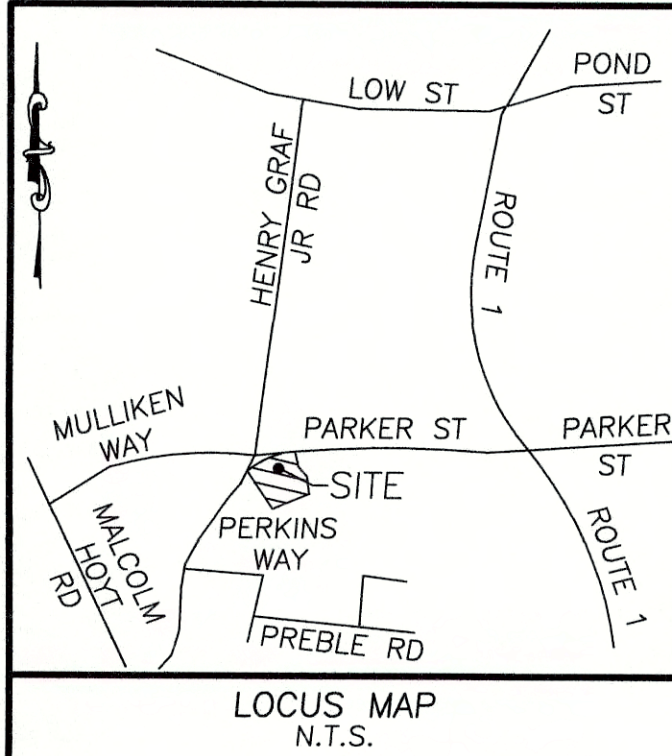 POND
ST
LOW ST
HENRY GRAF
JR RD
ROUTE 1
MULLIKEN
WAY
PARKER ST
PARKER
ST
SITE
MALCOLM
HOYT
RD
PERKINS
WAY
ROUTE 1
PREBLE RD
LOCUS MAP
N.T.S.